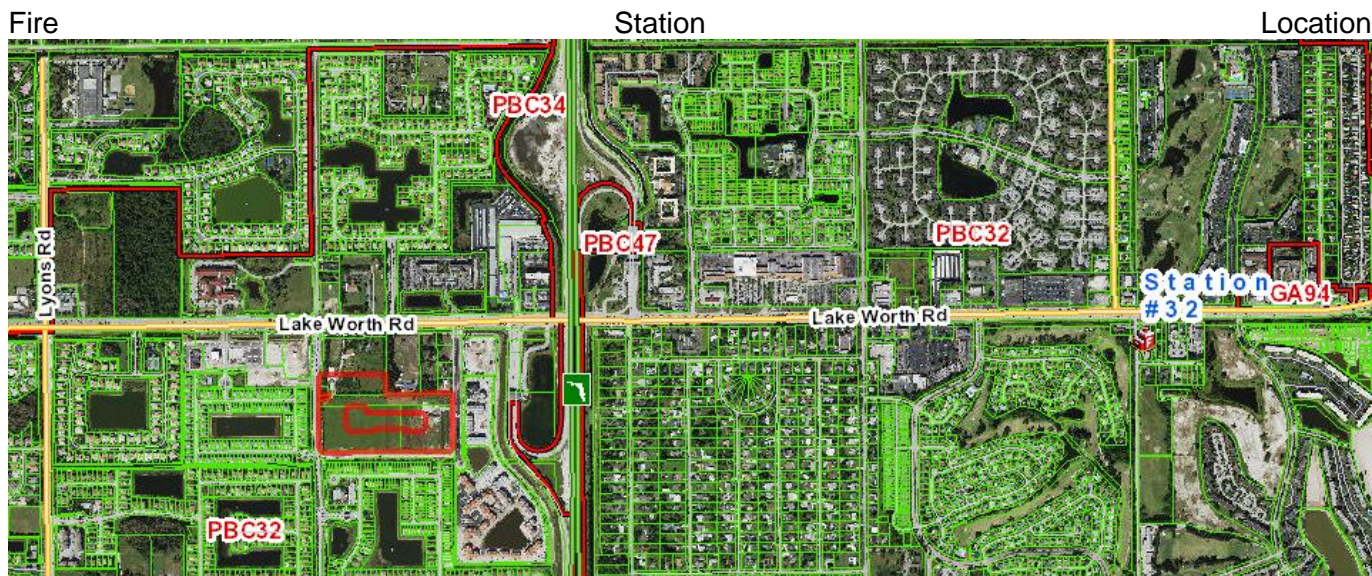 Fire Station Location
PBC34
PBC47
PBC32
Lyons Rd
Station
#32
GA94
Lake Worth Rd
Lake Worth Rd
PBC32